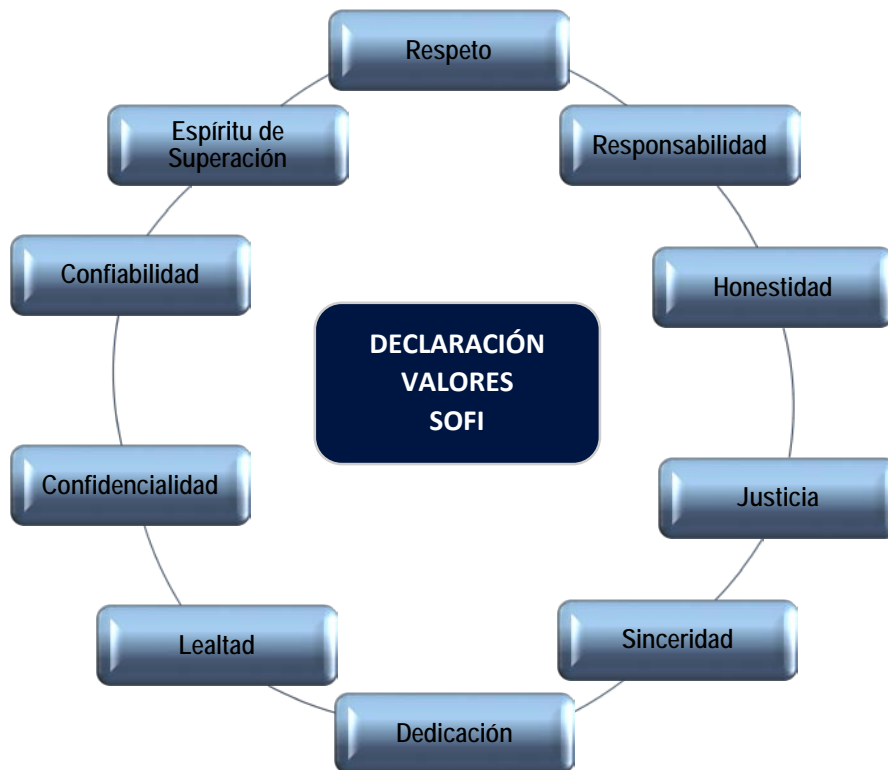 Respeto
Responsabilidad
Honestidad
Justicia
Sinceridad
Dedicación
Lealtad
Confidencialidad
Confiabilidad
Espíritu de
Superación
DECLARACIÓN
VALORES
SOFI